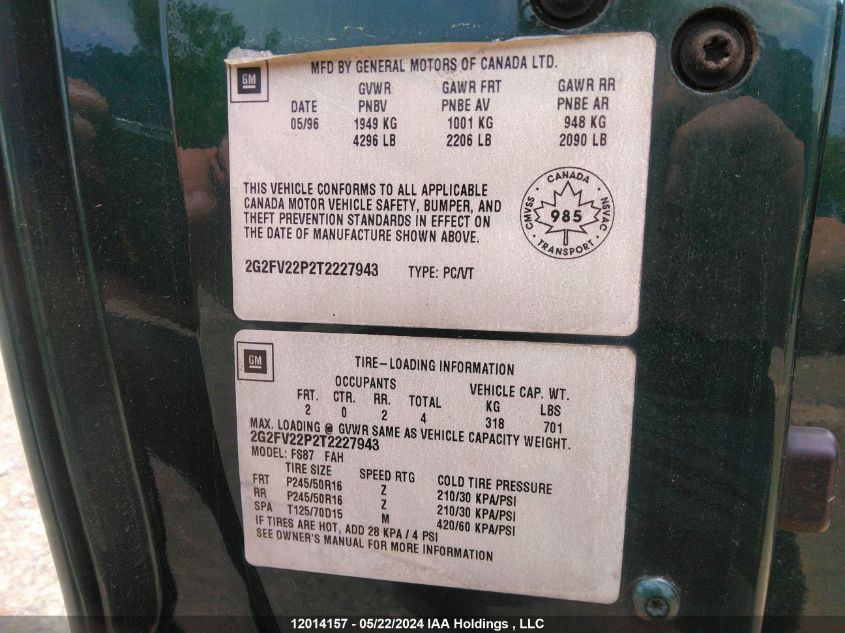 GM
MFD BY GENERAL MOTORS OF CANADA LTD.
GVWR GAWR FRT GAWR RR
DATE PNBV PNBE AV PNBE AR
05/96 1949 KG 1001 KG 948 KG
4296 LB 2206 LB 2090 LB
THIS VEHICLE CONFORMS TO ALL APPLICABLE
CANADA MOTOR VEHICLE SAFETY, BUMPER, AND
THEFT PREVENTION STANDARDS IN EFFECT ON
THE DATE OF MANUFACTURE SHOWN ABOVE.
CANADA
CMVSS 985 NSVAC
TRANSPORT
2G2FV22P2T2227943 TYPE: PC/VT
GM
TIRE-LOADING INFORMATION
OCCUPANTS VEHICLE CAP. WT.
FRT. CTR. RR. TOTAL KG LBS
2 0 2 4 318 701
MAX. LOADING @ GVWR SAME AS VEHICLE CAPACITY WEIGHT.
2G2FV22P2T2227943
MODEL: FS87 FAH
TIRE SIZE SPEED RTG COLD TIRE PRESSURE
FRT P245/50R16 Z 210/30 KPA/PSI
RR P245/50R16 Z 210/30 KPA/PSI
SPA T125/70D15 M 420/60 KPA/PSI
IF TIRES ARE HOT, ADD 28 KPA / 4 PSI
SEE OWNER'S MANUAL FOR MORE INFORMATION
12014157 - 05/22/2024 IAA Holdings , LLC